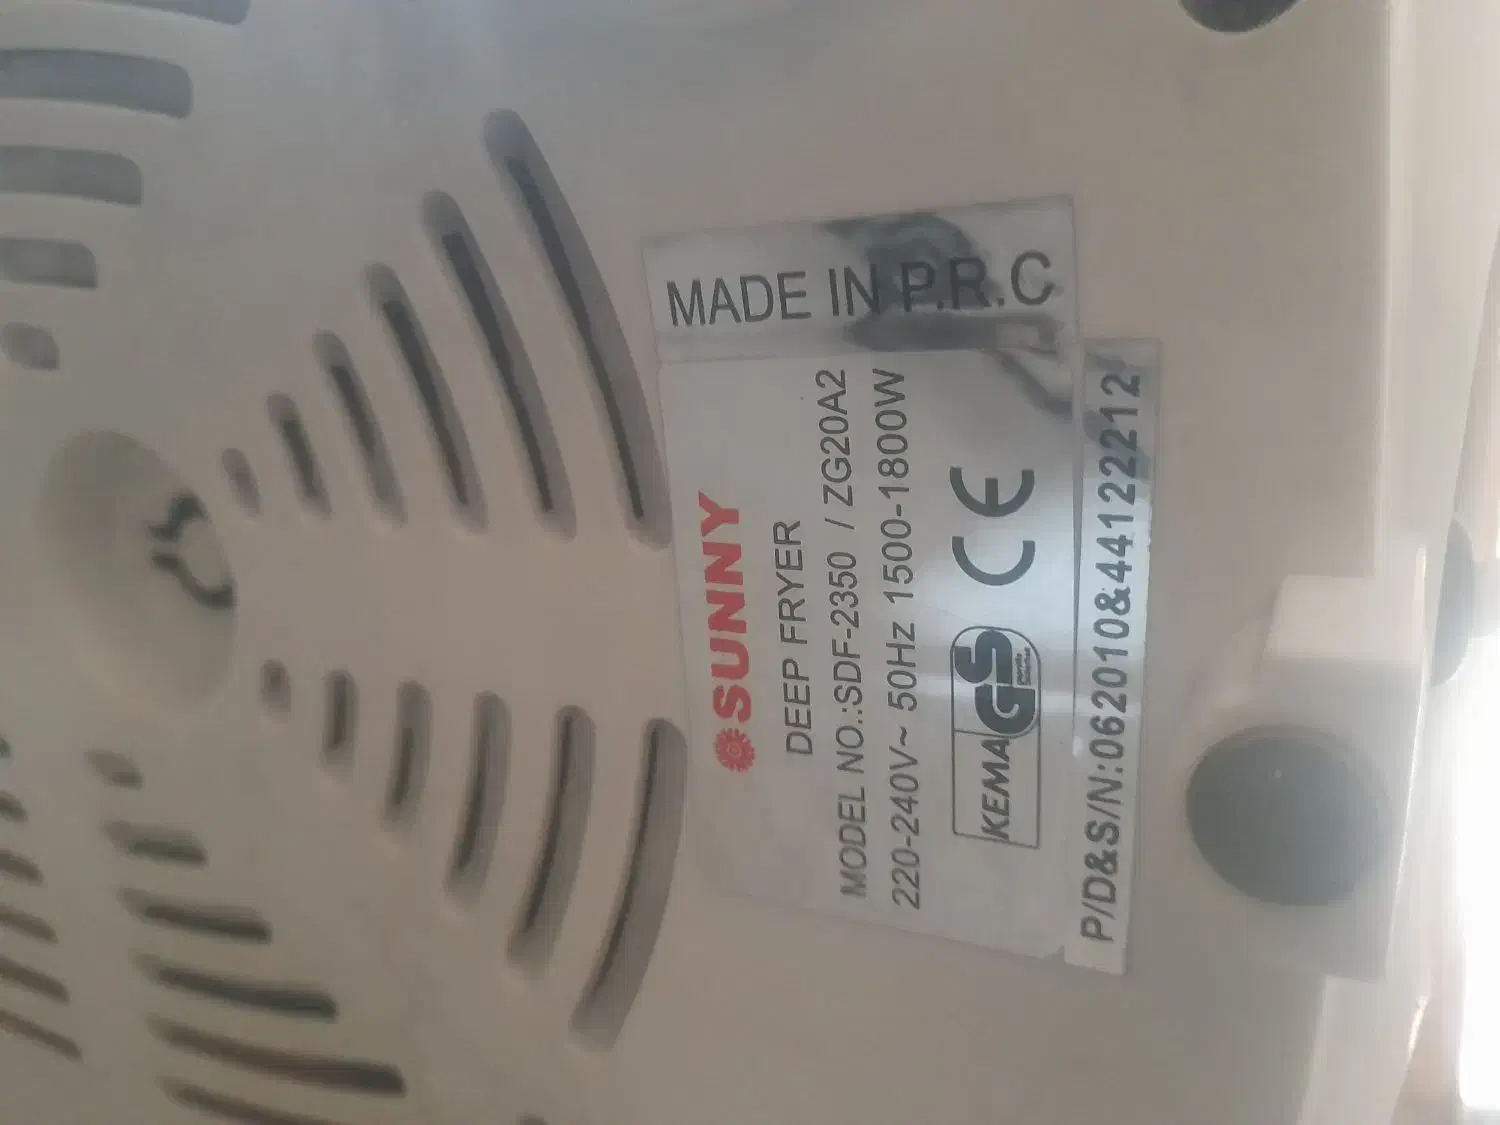 SUNNY
DEEP FRYER
MODEL NO.:SDF-2350 / ZG20A2
220-240V~ 50Hz 1500-1800W
KEMA GS CE
P/D&S/N:062010&44122212
MADE IN P.R.C